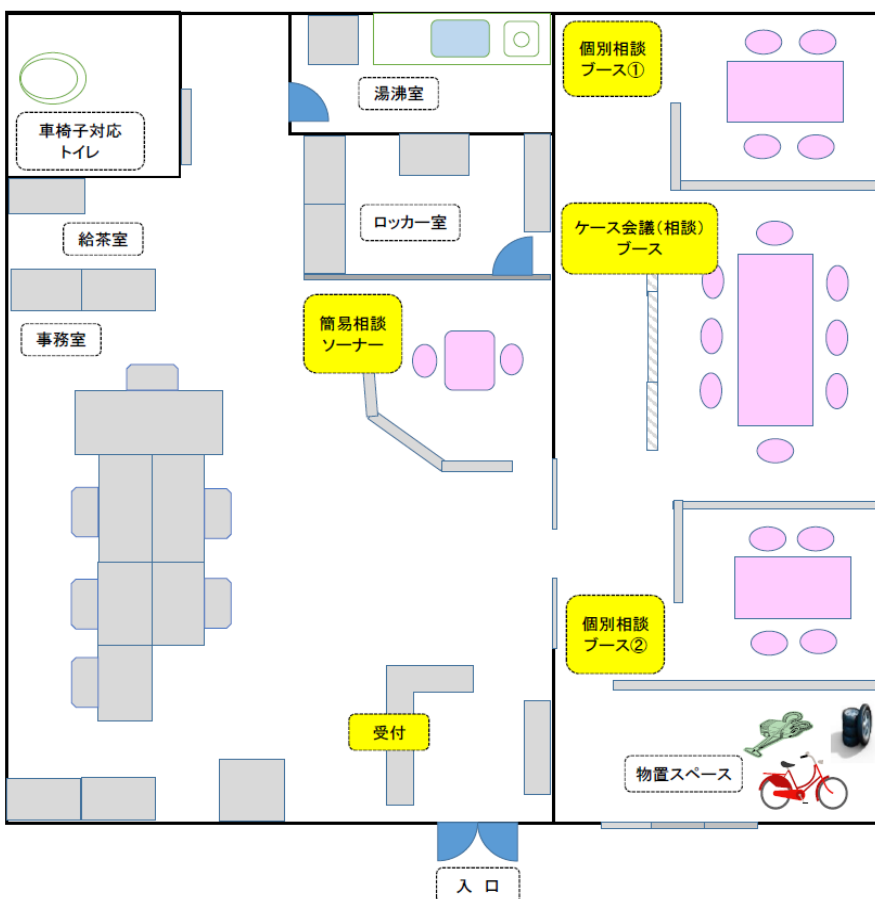 個別相談
ブース①
湯沸室
車椅子対応
トイレ
ロッカー室
給茶室
ケース会議(相談)
ブース
事務室
簡易相談
ソーナー
個別相談
ブース②
受付
物置スペース
入 口